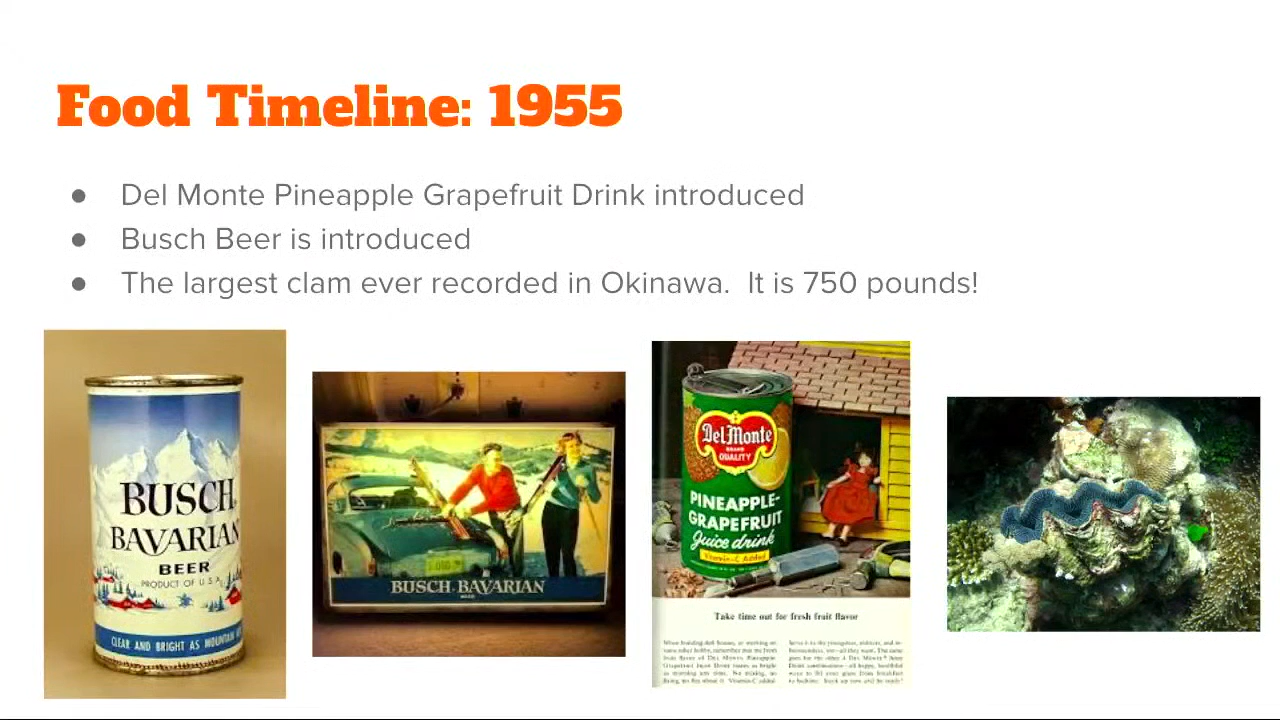 Food Timeline: 1955
● Del Monte Pineapple Grapefruit Drink introduced
● Busch Beer is introduced
● The largest clam ever recorded in Okinawa.  It is 750 pounds!
BUSCH
BAVARIAN
BEER
PRODUCT OF U.S.A.
CLEAR AND BRIGHT AS MOUNTAIN
BUSCH BAVARIAN
BEER
Del Monte
BRAND
QUALITY
PINEAPPLE-
GRAPEFRUIT
Juice drink
Vitamin-C Added
Take time out for fresh fruit flavor